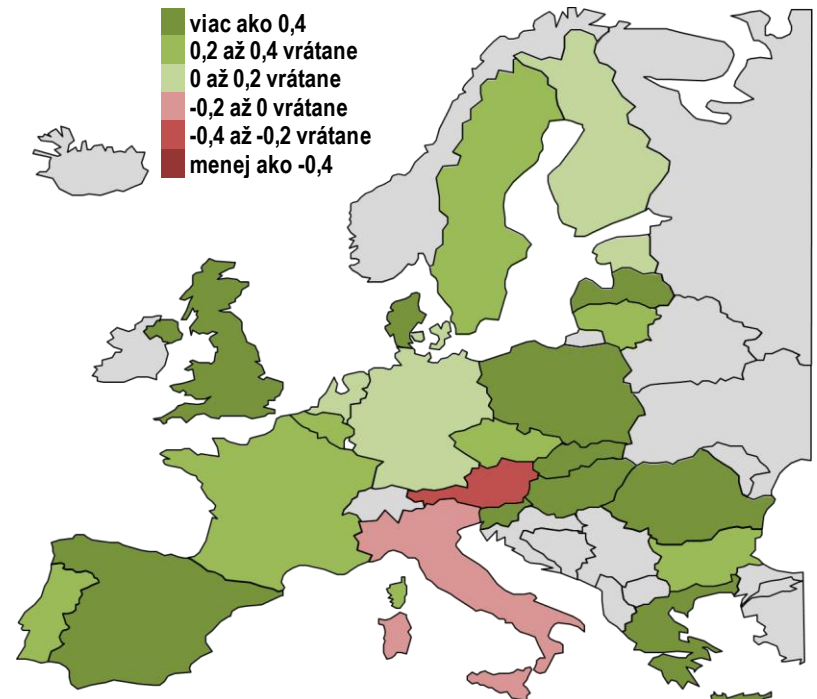 viac ako 0,4
0,2 až 0,4 vrátane
0 až 0,2 vrátane
-0,2 až 0 vrátane
-0,4 až -0,2 vrátane
menej ako -0,4